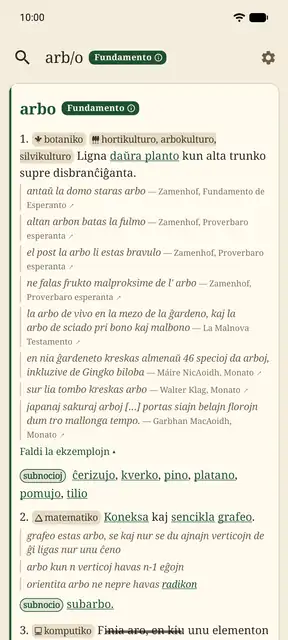 10:00
arb/o Fundamento
arbo Fundamento
1. botaniko hortikulturo, arbokulturo,
silvikulturo Ligna daŭra planto kun alta trunko
supre disbranĉiĝanta.
antaŭ la domo staras arbo — Zamenhof, Fundamento de
Esperanto ↗
altan arbon batas la fulmo — Zamenhof, Proverbaro
esperanta ↗
el post la arbo li estas bravulo — Zamenhof, Proverbaro
esperanta ↗
ne falas frukto malproksime de l' arbo — Zamenhof,
Proverbaro esperanta ↗
la arbo de vivo en la mezo de la ĝardeno, kaj la
arbo de sciado pri bono kaj malbono — La Malnova
Testamento ↗
en nia ĝardeneto kreskas almenaŭ 46 specioj da arboj,
inkluzive de Gingko biloba — Máire NicAoidh, Monato ↗
sur lia tombo kreskas arbo — Walter Klag, Monato ↗
japanaj sakuraj arboj [...] portas siajn belajn florojn
dum tro mallonga tempo. — Garbhan MacAoidh,
Monato ↗
Faldi la ekzemplojn
subnocioj ĉerizujo, kverko, pino, platano,
pomujo, tilio
2. matematiko Koneksa kaj sencikla grafeo.
grafeo estas arbo, se kaj nur se du ajnajn verticojn de
ĝi ligas nur unu ĉeno
arbo kun n verticoj havas n-1 eĝojn
orientita arbo ne nepre havas radikon
subnocio subarbo.
3. komputiko Finia aro, en kiu unu elementon